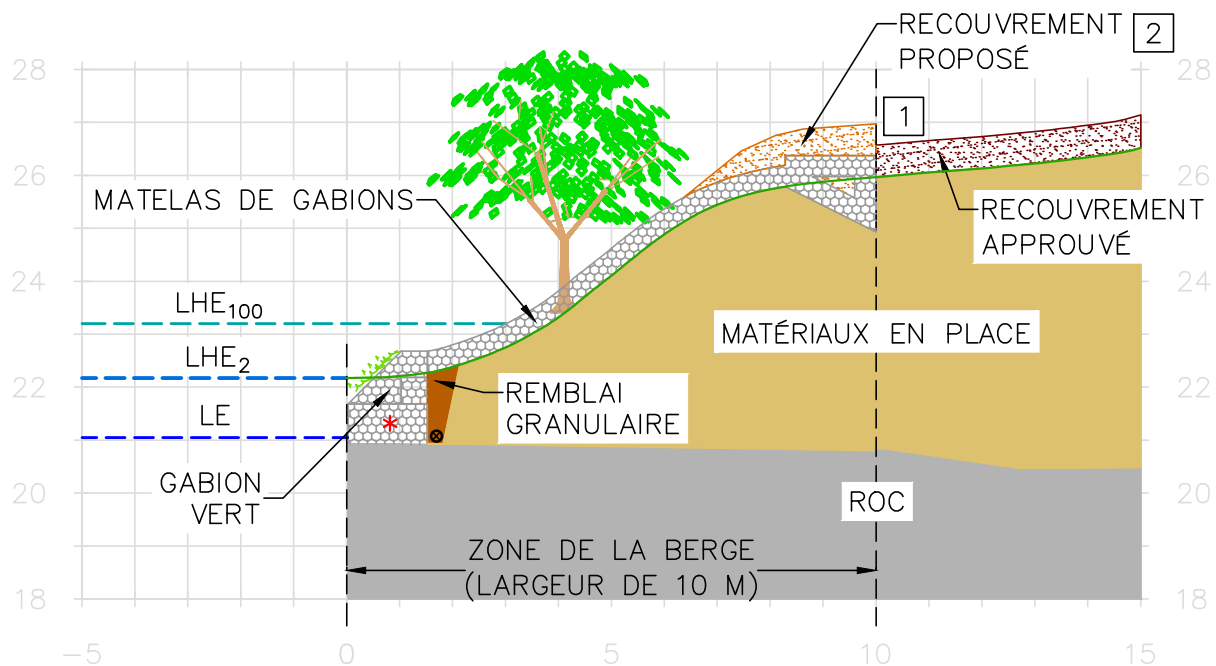 RECOUVREMENT
PROPOSÉ
2
28
28
1
26
26
MATELAS DE GABIONS
RECOUVREMENT
APPROUVÉ
24
24
LHE100
MATÉRIAUX EN PLACE
LHE2
22
22
REMBLAI
GRANULAIRE
LE
GABION
VERT
20
20
ROC
ZONE DE LA BERGE
(LARGEUR DE 10 M)
18
18
-5
0
5
10
15